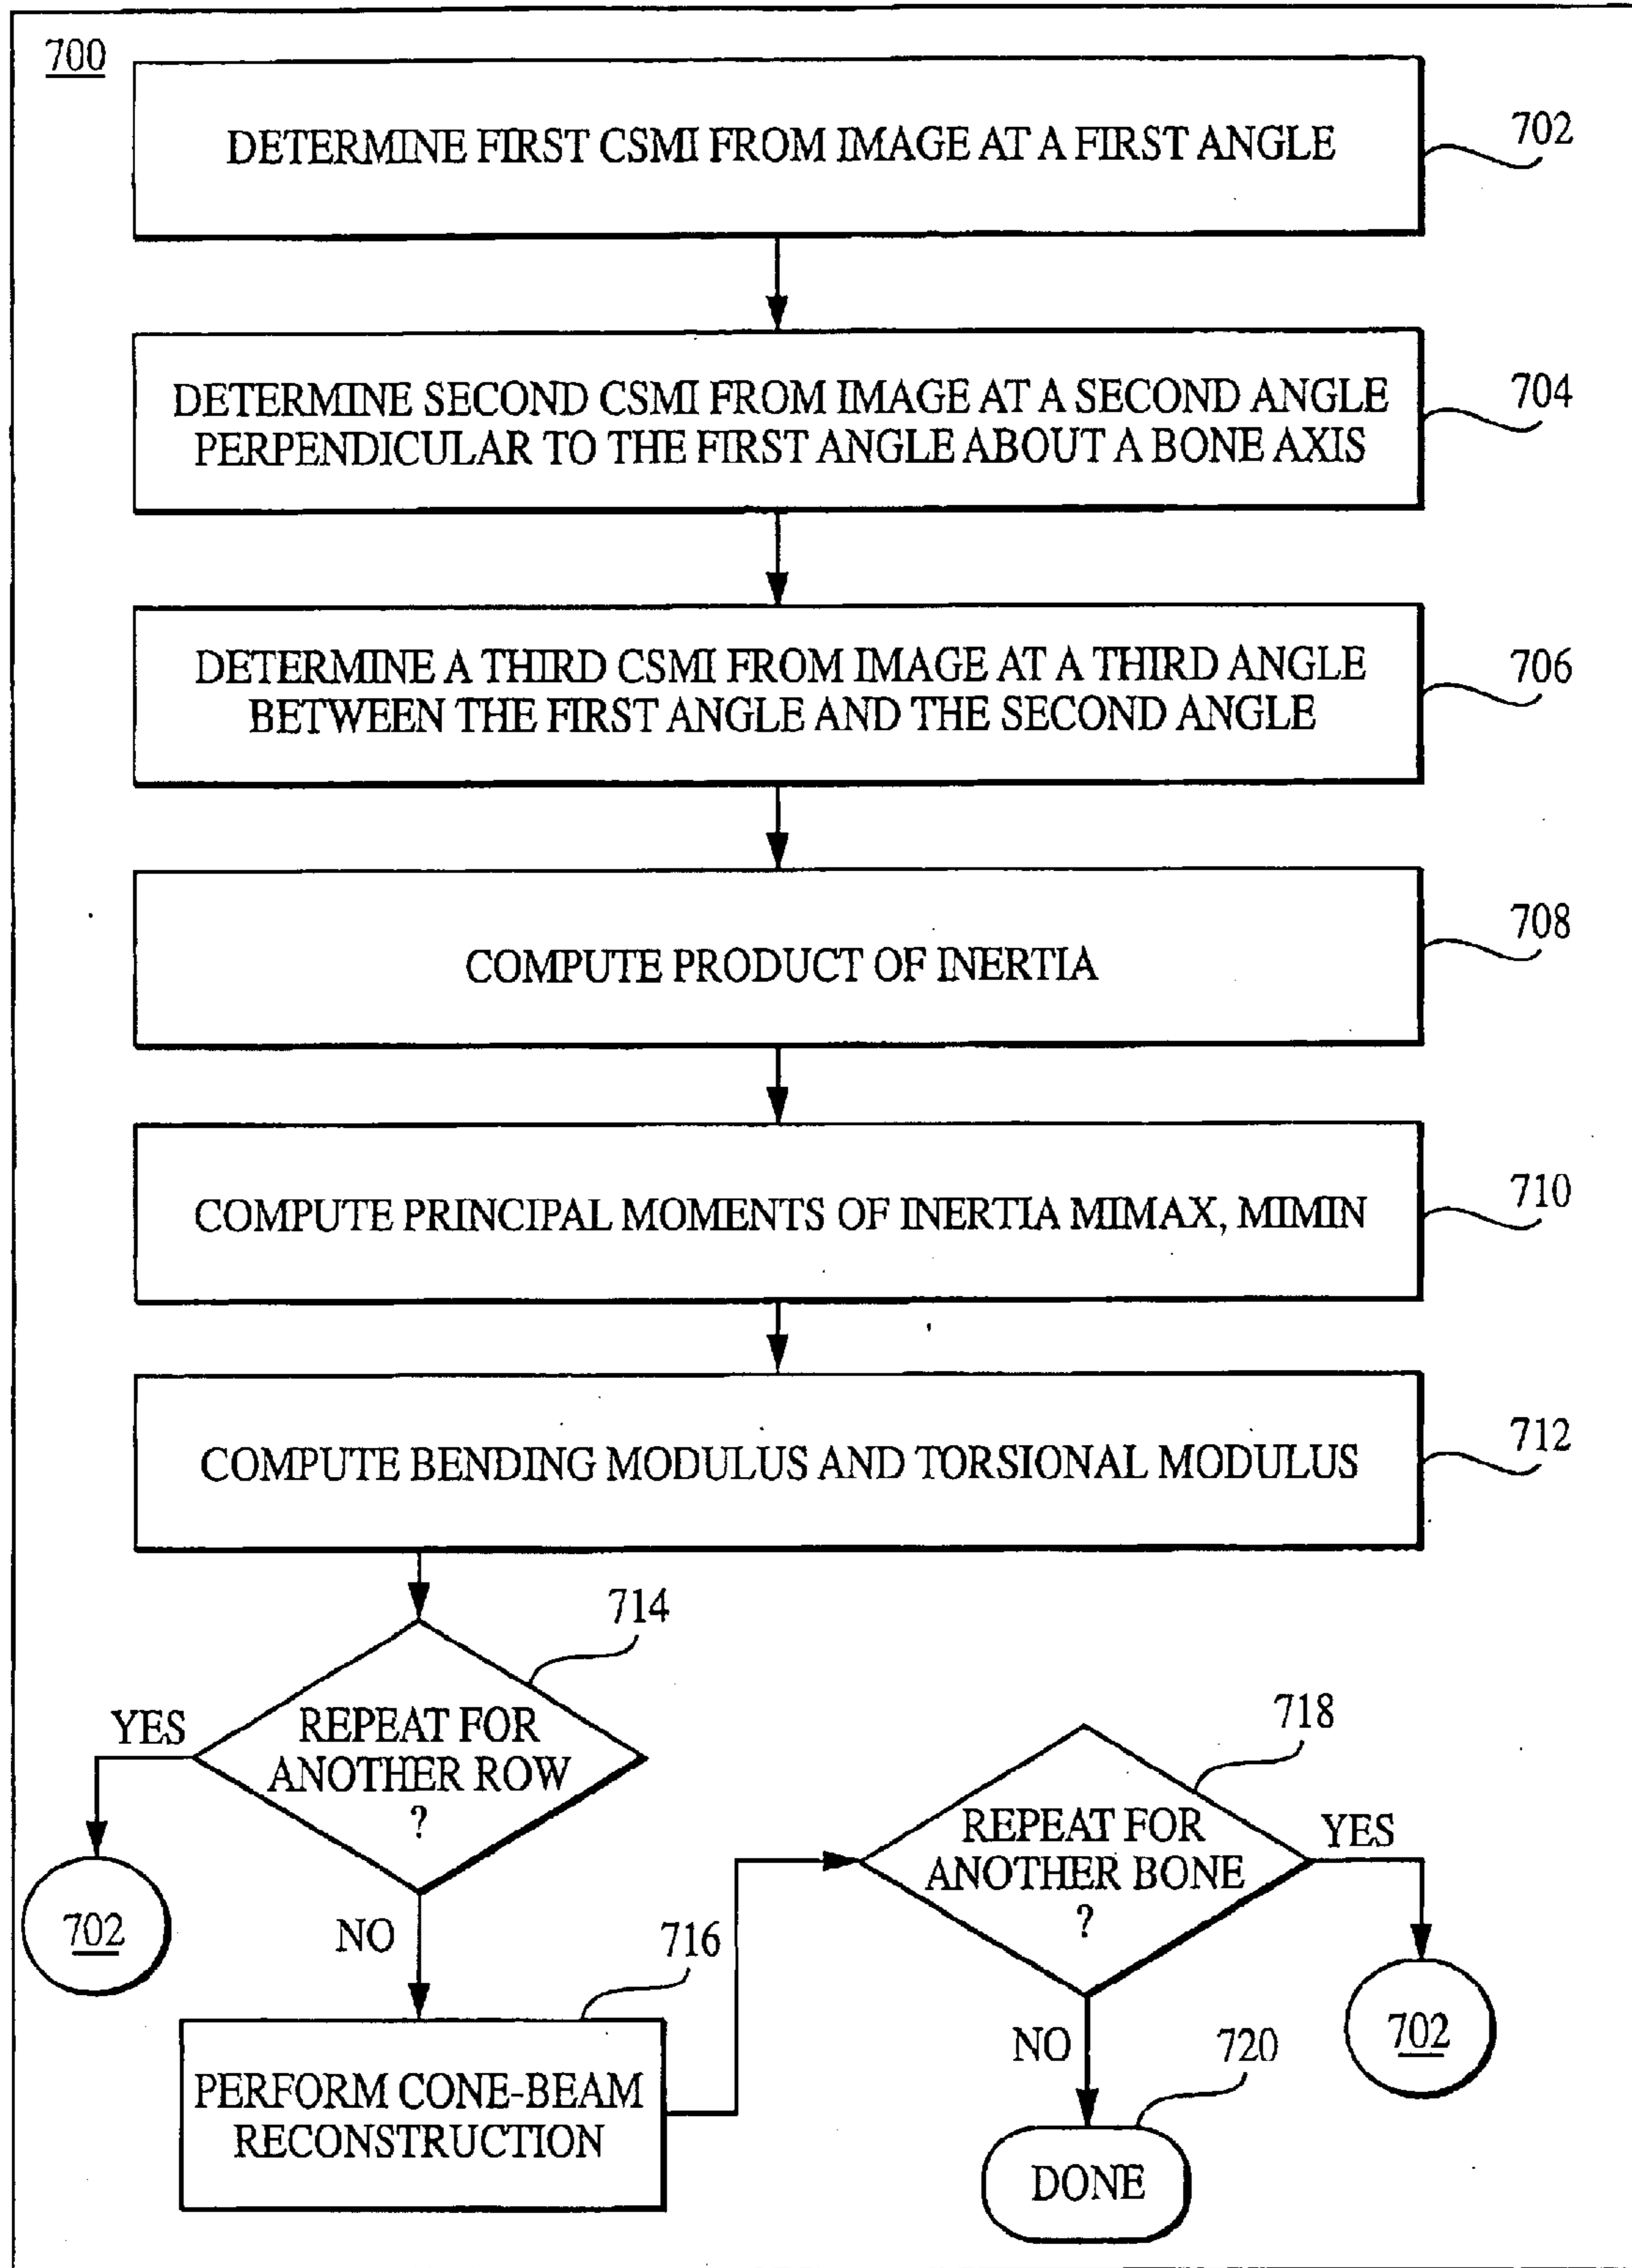 700
DETERMINE FIRST CSMI FROM IMAGE AT A FIRST ANGLE
702
DETERMINE SECOND CSMI FROM IMAGE AT A SECOND ANGLE
PERPENDICULAR TO THE FIRST ANGLE ABOUT A BONE AXIS
704
DETERMINE A THIRD CSMI FROM IMAGE AT A THIRD ANGLE
BETWEEN THE FIRST ANGLE AND THE SECOND ANGLE
706
COMPUTE PRODUCT OF INERTIA
708
COMPUTE PRINCIPAL MOMENTS OF INERTIA MIMAX, MIMIN
710
COMPUTE BENDING MODULUS AND TORSIONAL MODULUS
712
714
REPEAT FOR
ANOTHER ROW
?
YES
702
NO
716
PERFORM CONE-BEAM
RECONSTRUCTION
718
REPEAT FOR
ANOTHER BONE
?
YES
702
NO
720
DONE